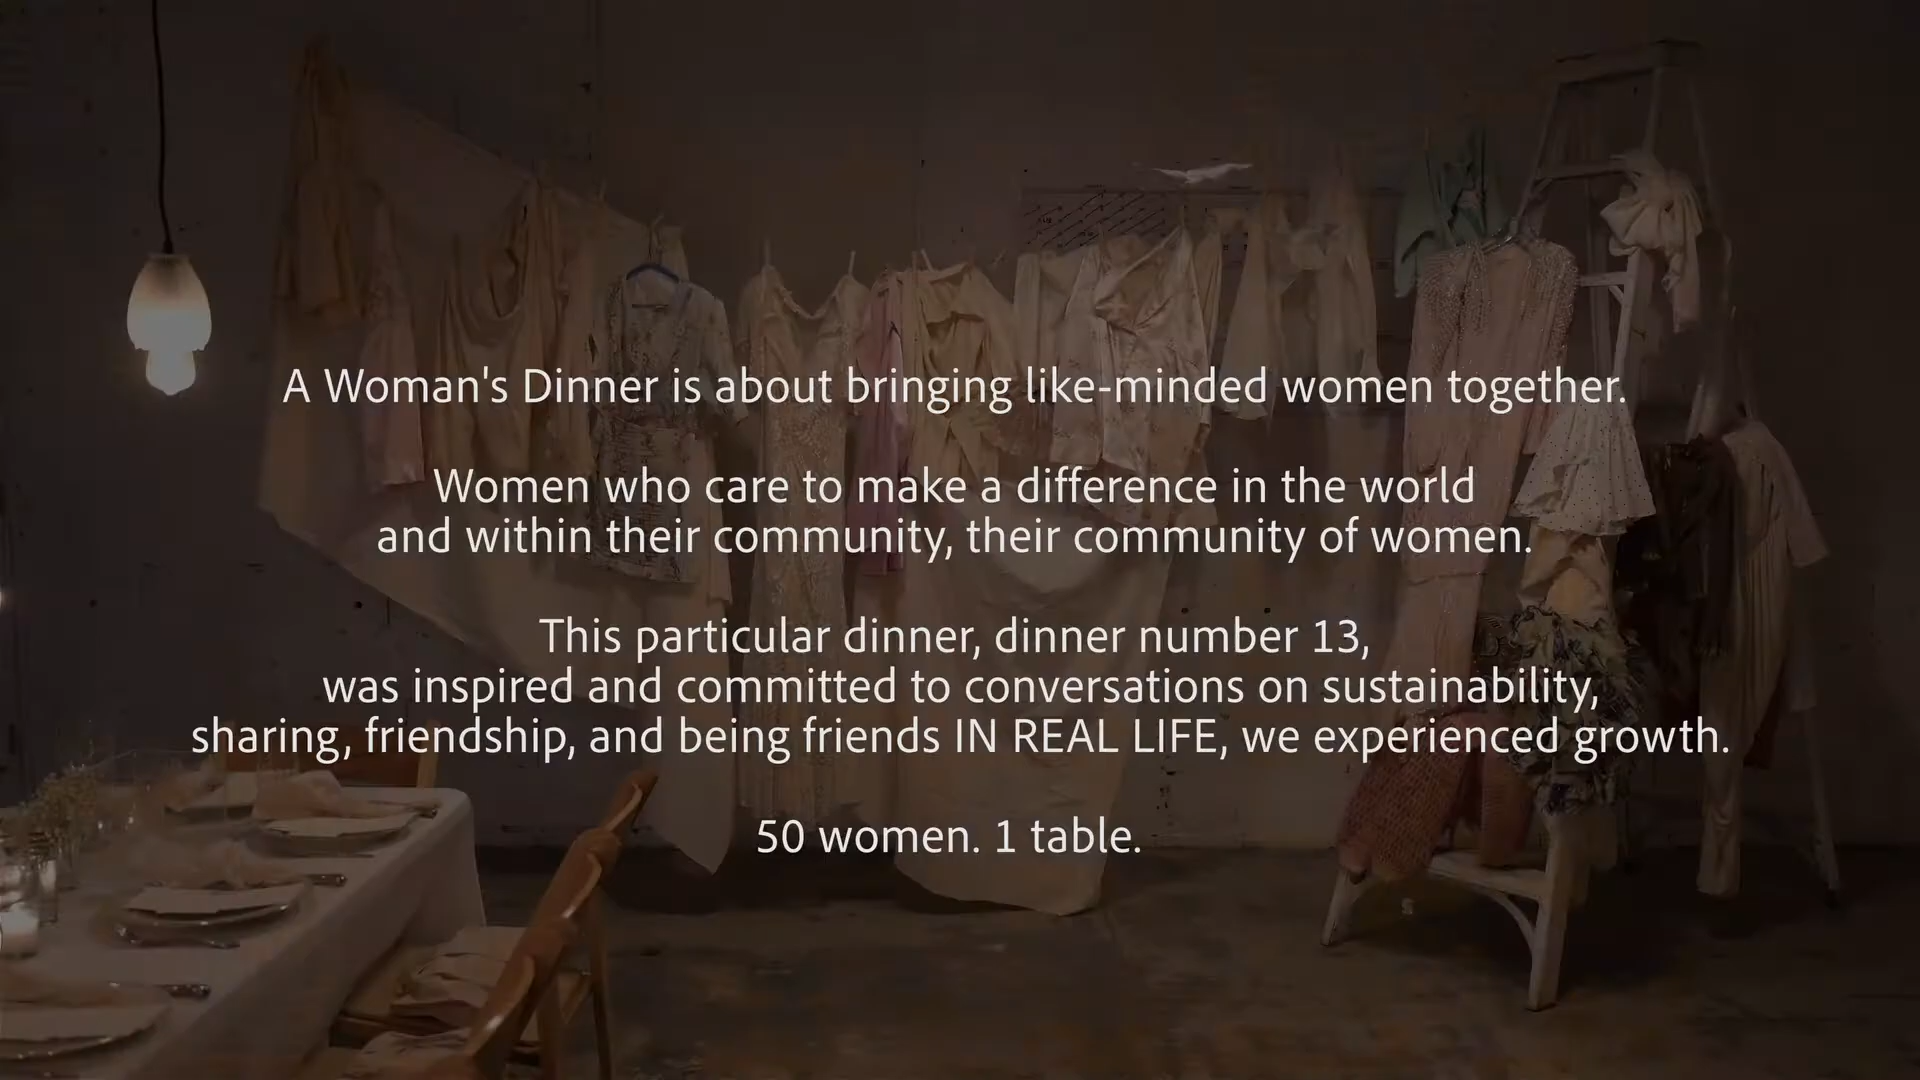 A Woman's Dinner is about bringing like-minded women together.
Women who care to make a difference in the world
and within their community, their community of women.
This particular dinner, dinner number 13,
was inspired and committed to conversations on sustainability,
sharing, friendship, and being friends IN REAL LIFE, we experienced growth.
50 women. 1 table.